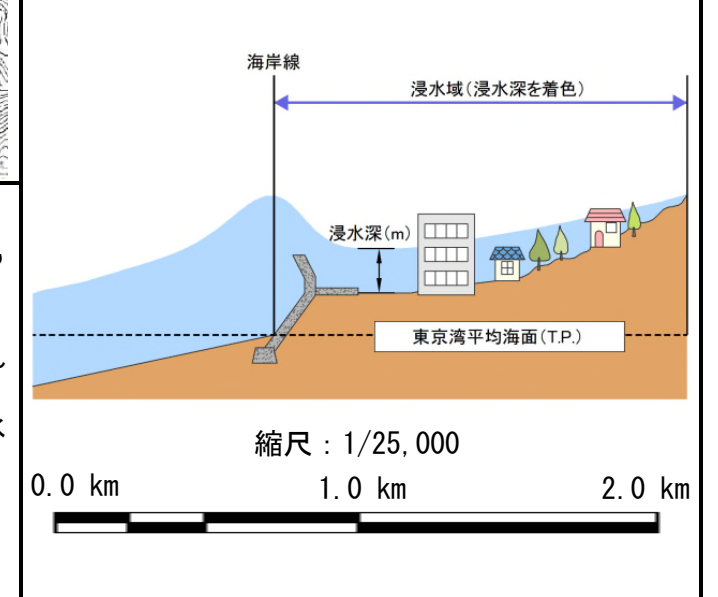 海岸線
浸水域(浸水深を着色)
浸水深(m)
東京湾平均海面(T.P.)
縮尺：1/25,000
0.0 km 1.0 km 2.0 km